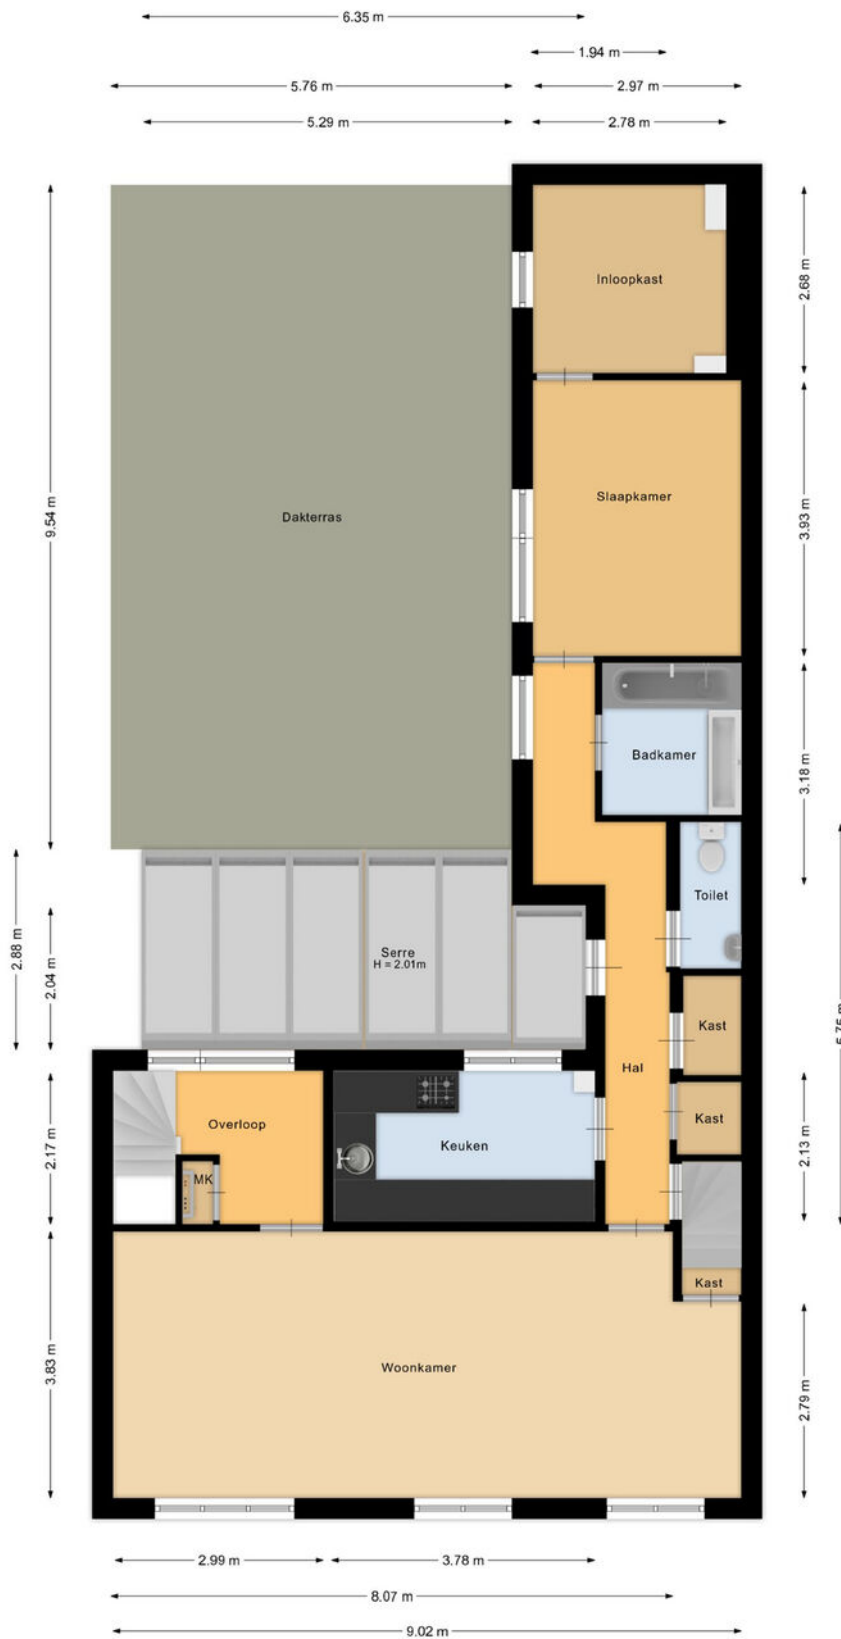 6.35 m
1.94 m
5.76 m
2.97 m
5.29 m
2.78 m
Inloopkast
2.68 m
Slaapkamer
9.54 m
Dakterras
3.93 m
Badkamer
3.18 m
Toilet
2.88 m
2.04 m
Serre
H = 2.01m
Kast
5.75 m
Hal
Overloop
Keuken
Kast
2.17 m
2.13 m
MK
Kast
Woonkamer
3.83 m
2.79 m
2.99 m
3.78 m
8.07 m
9.02 m